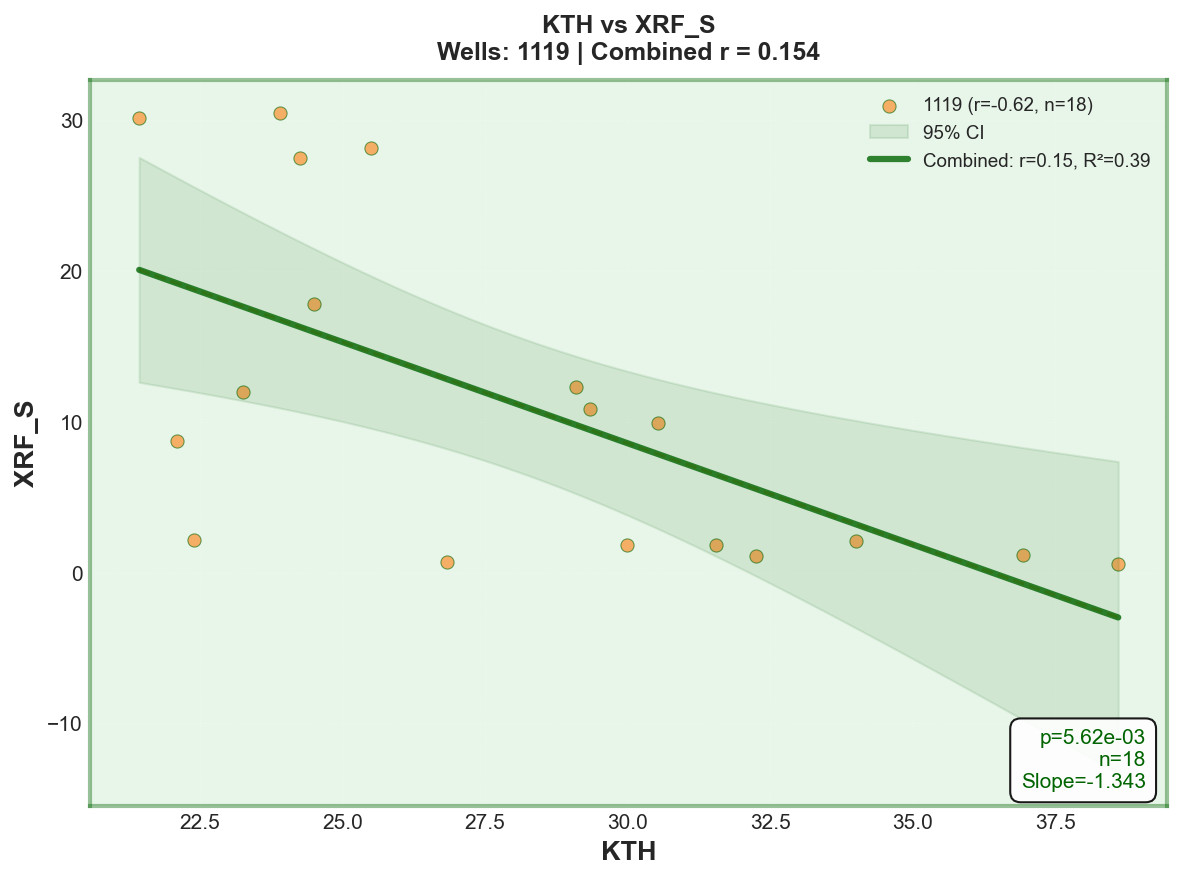 KTH vs XRF_S
Wells: 1119 | Combined r = 0.154
1119 (r=-0.62, n=18)
95% CI
Combined: r=0.15, R²=0.39
30
20
10
0
−10
XRF_S
p=5.62e-03
n=18
Slope=-1.343
22.5 25.0 27.5 30.0 32.5 35.0 37.5
KTH